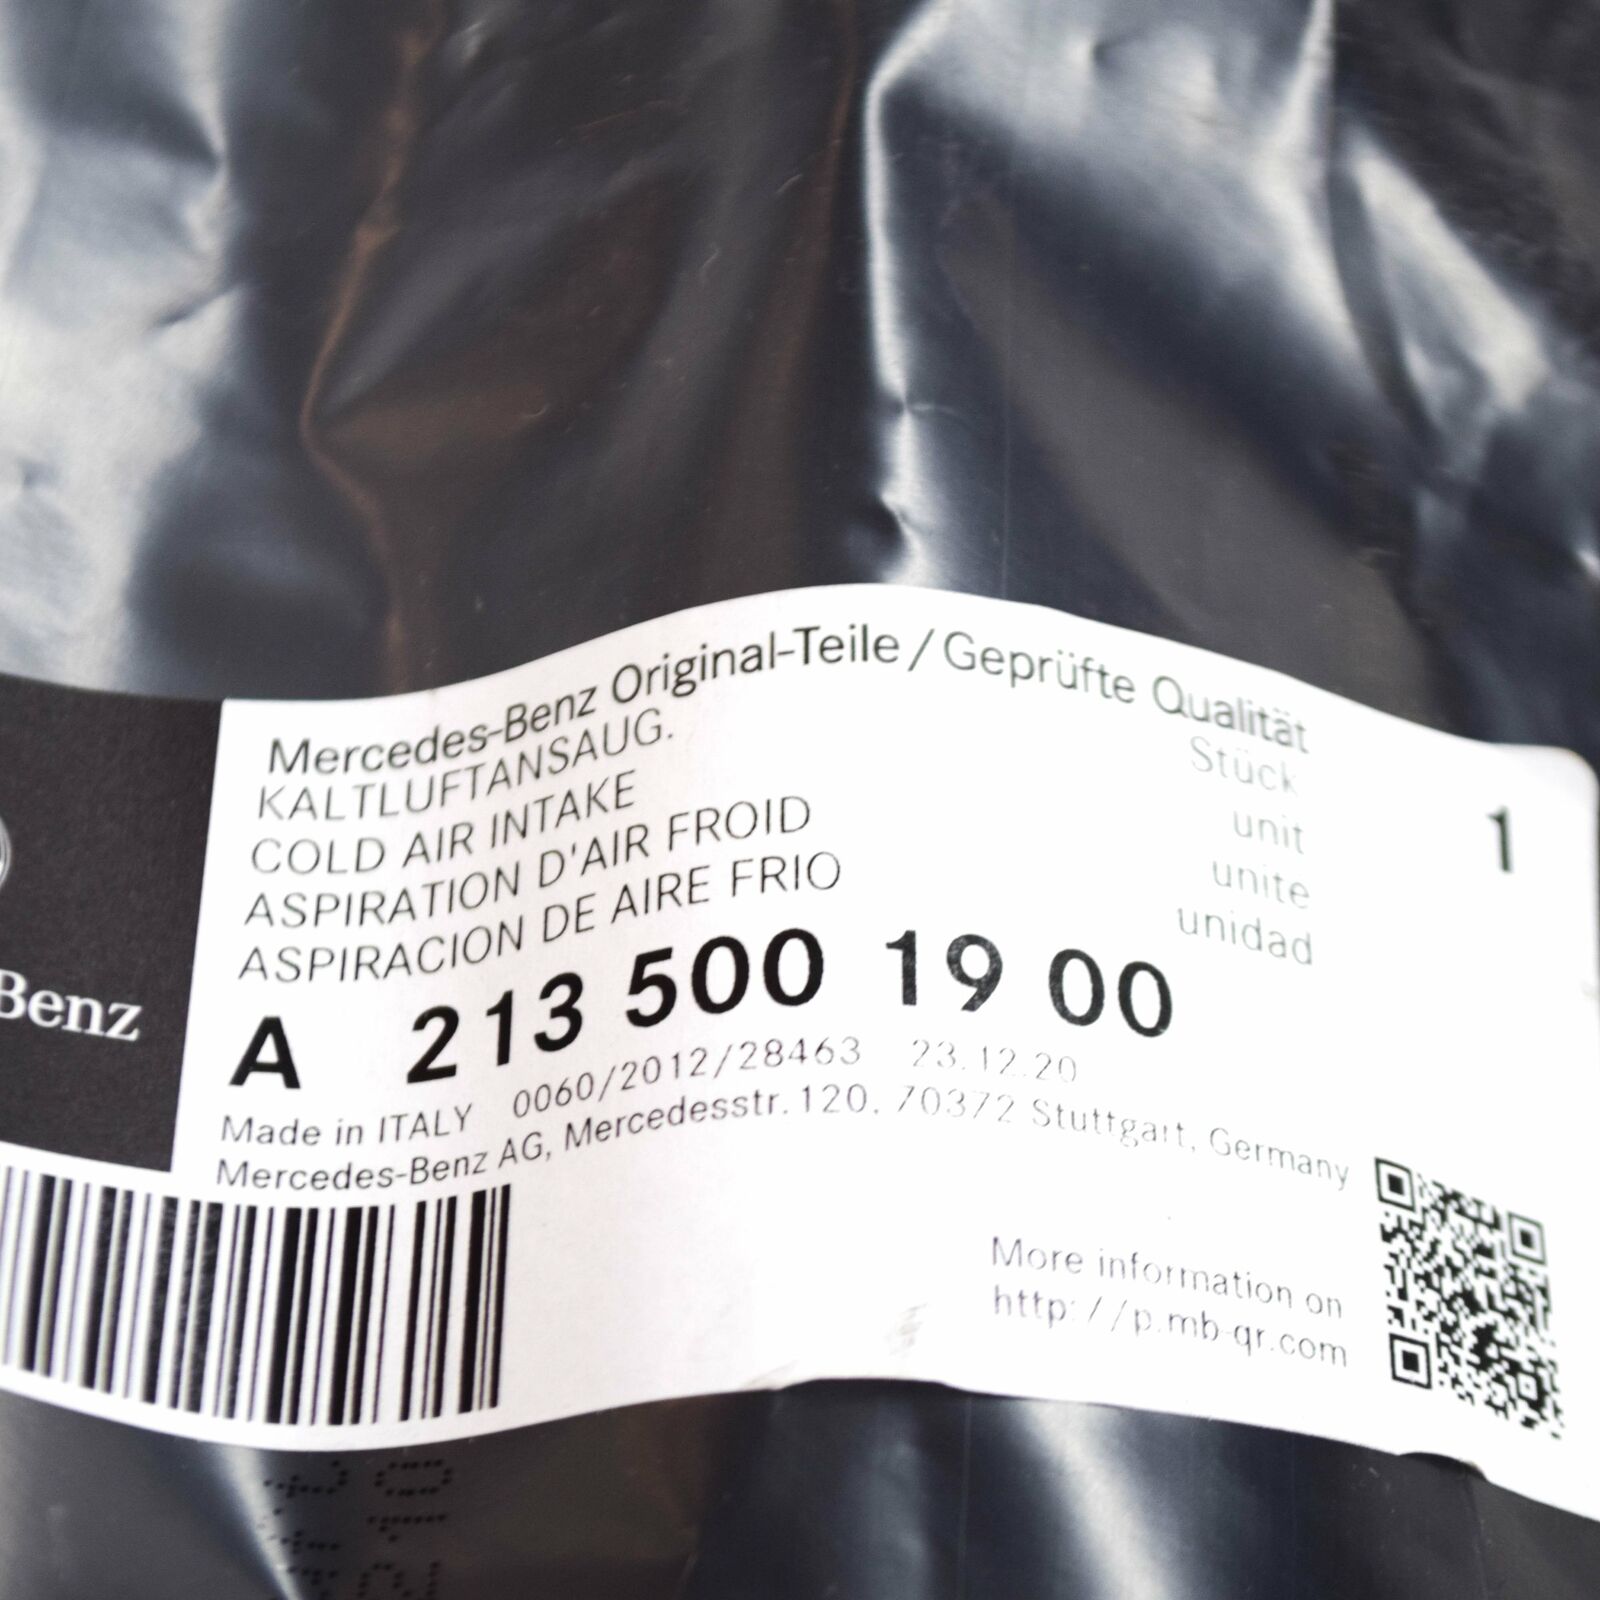 Mercedes-Benz Original-Teile / Geprüfte Qualität
KALTLUFTANSAUG. Stück 1
COLD AIR INTAKE unit
ASPIRATION D'AIR FROID unite
ASPIRACION DE AIRE FRIO unidad
Benz
A 213 500 19 00
Made in ITALY 0060/2012/28463 23.12.20
Mercedes-Benz AG, Mercedesstr. 120, 70372 Stuttgart, Germany
More information on
http://p.mb-qr.com